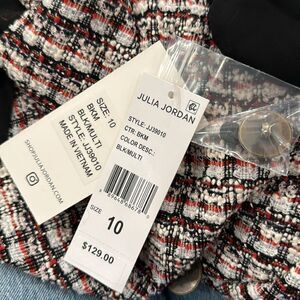 SIZE: 10
BKM
BLK/MULTI
STYLE: JJ39010
MADE IN VIETNAM
SHOPJULIAJORDAN.COM
JULIA JORDAN
STYLE: JJ39010
CTR. BKM
COLOR DESC.:
BLK/MULTI
SIZE
10
$129.00